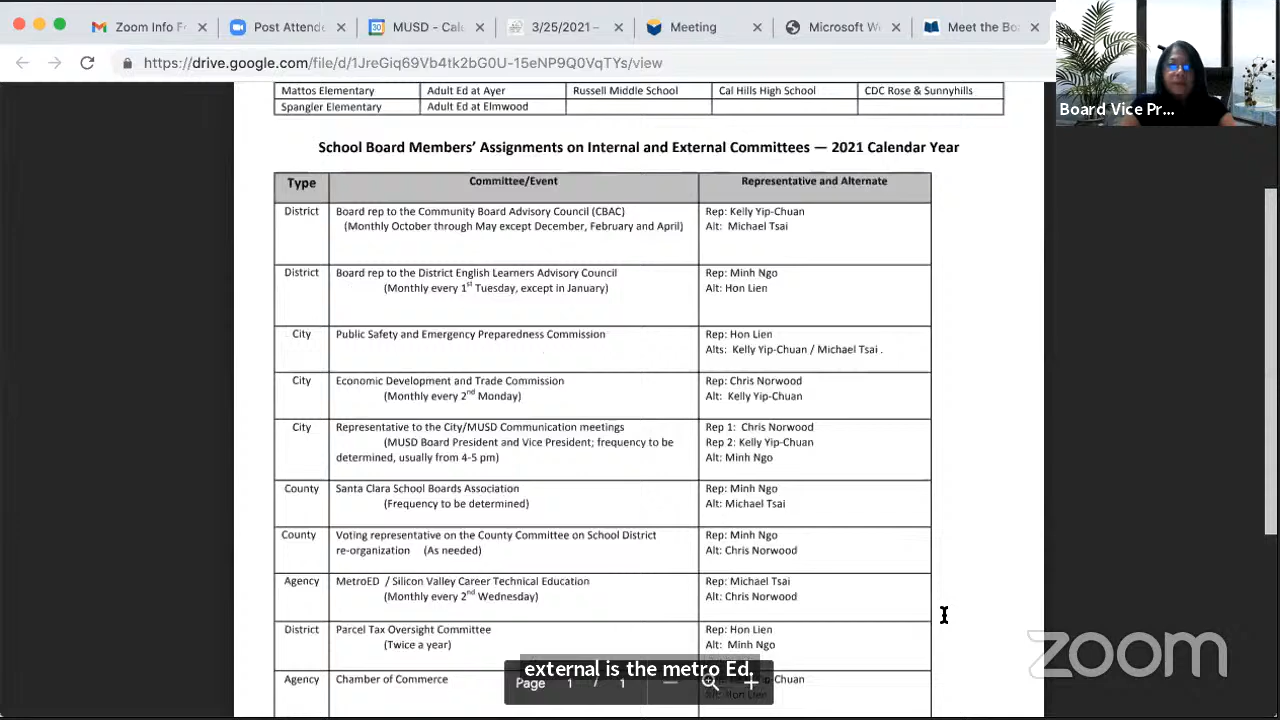 Zoom Info F
Post Attende
MUSD - Cale
3/25/2021 –
Meeting
Microsoft W
Meet the Bo
https://drive.google.com/file/d/1JreGiq69Vb4tk2bG0U-15eNP9Q0VqTYs/view
Board Vice Pr...
Mattos Elementary Adult Ed at Ayer Russell Middle School Cal Hills High School CDC Rose & Sunnyhills
Spangler Elementary Adult Ed at Elmwood
School Board Members' Assignments on Internal and External Committees — 2021 Calendar Year
Type Committee/Event Representative and Alternate
District Board rep to the Community Board Advisory Council (CBAC) Rep: Kelly Yip-Chuan
(Monthly October through May except December, February and April) Alt: Michael Tsai
District Board rep to the District English Learners Advisory Council Rep: Minh Ngo
(Monthly every 1st Tuesday, except in January) Alt: Hon Lien
City Public Safety and Emergency Preparedness Commission Rep: Hon Lien
Alts: Kelly Yip-Chuan / Michael Tsai .
City Economic Development and Trade Commission Rep: Chris Norwood
(Monthly every 2nd Monday) Alt: Kelly Yip-Chuan
City Representative to the City/MUSD Communication meetings Rep 1: Chris Norwood
(MUSD Board President and Vice President; frequency to be Rep 2: Kelly Yip-Chuan
determined, usually from 4-5 pm) Alt: Minh Ngo
County Santa Clara School Boards Association Rep: Minh Ngo
(Frequency to be determined) Alt: Michael Tsai
County Voting representative on the County Committee on School District Rep: Minh Ngo
re-organization (As needed) Alt: Chris Norwood
Agency MetroED / Silicon Valley Career Technical Education Rep: Michael Tsai
(Monthly every 2nd Wednesday) Alt: Chris Norwood
District Parcel Tax Oversight Committee Rep: Hon Lien
(Twice a year) Alt: Minh Ngo
external is the metro Ed.
Agency Chamber of Commerce p-Chuan
Page 1 / 1
Alt: Hon Lien
zoom